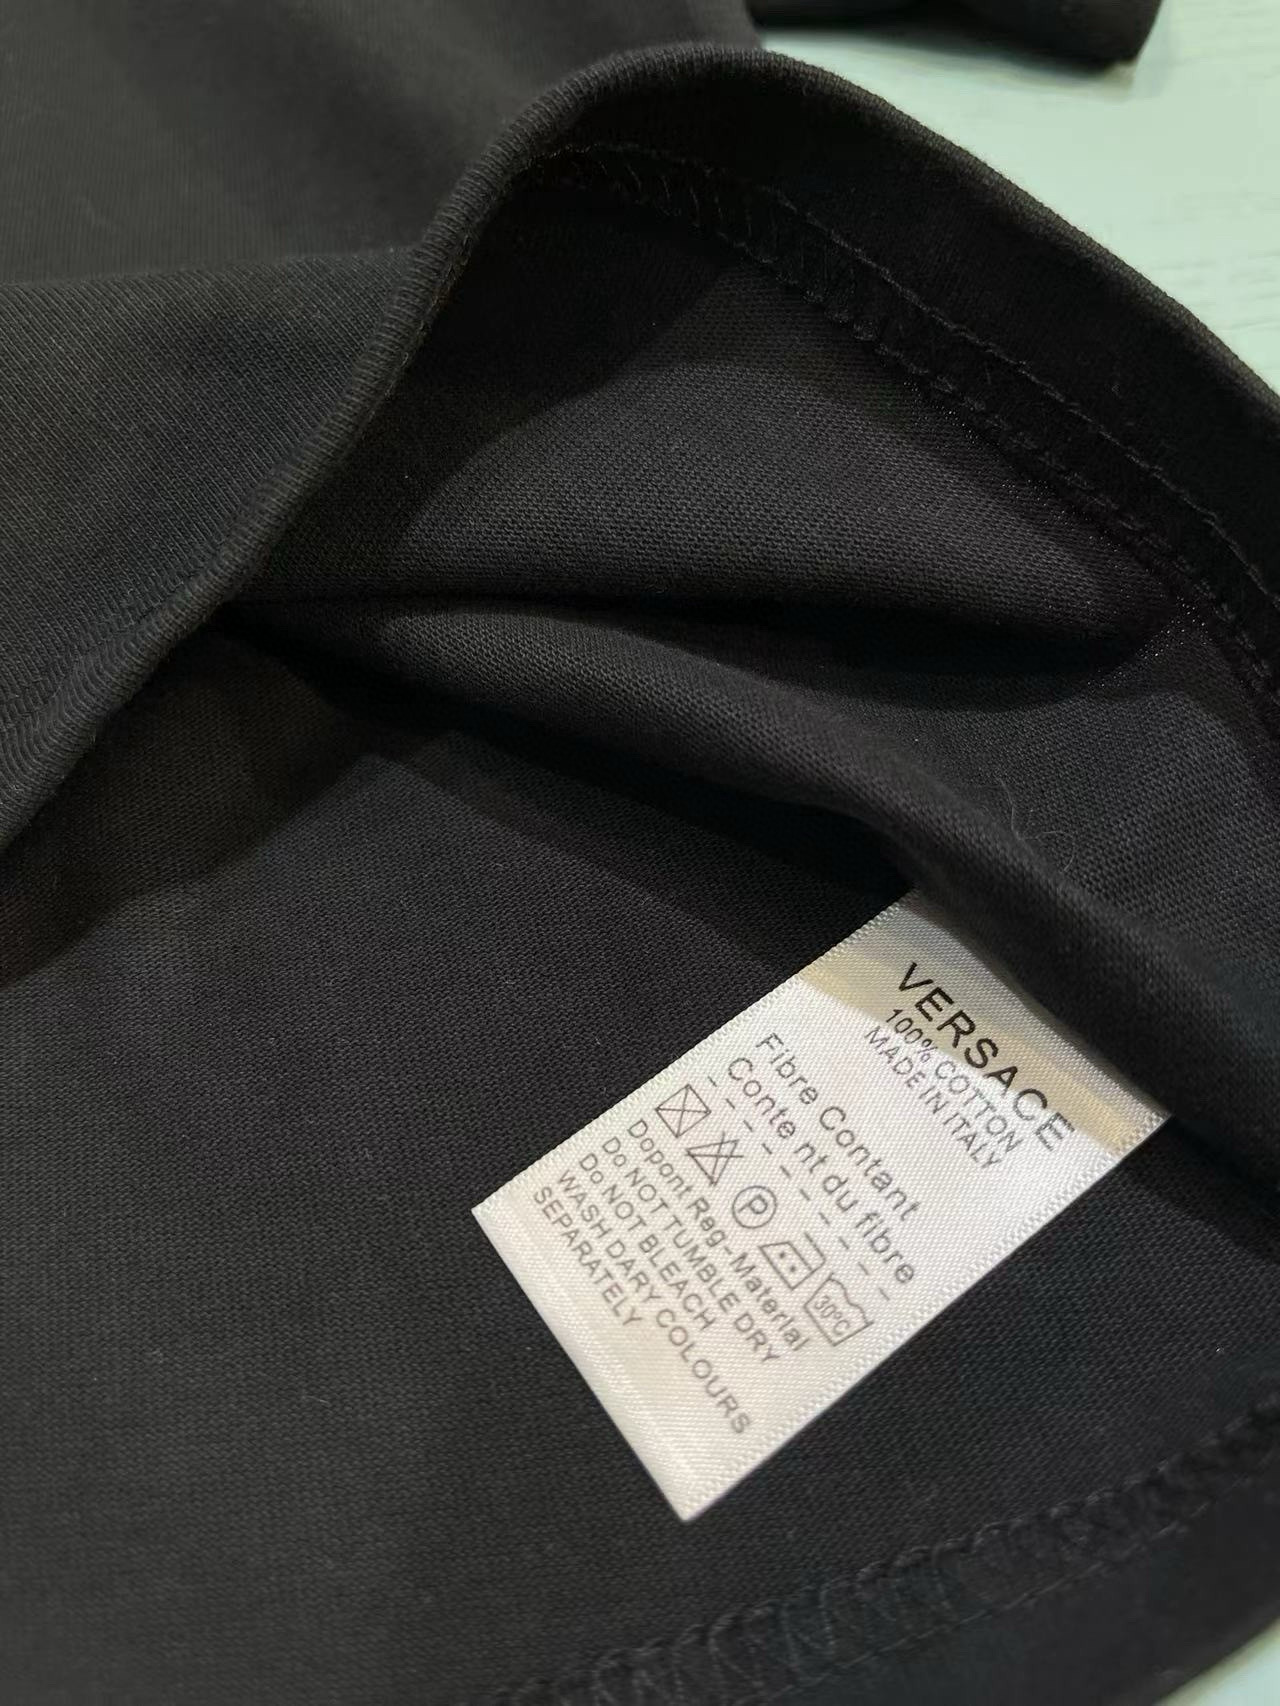 VERSACE
100% COTTON
MADE IN ITALY
Fibre Contant
Conte nt du fibre
P 30°C
Dopont Reg-Material
Do NOT TUMBLE DRY
Do NOT BLEACH
WASH DARY COLOURS
SEPARATELY